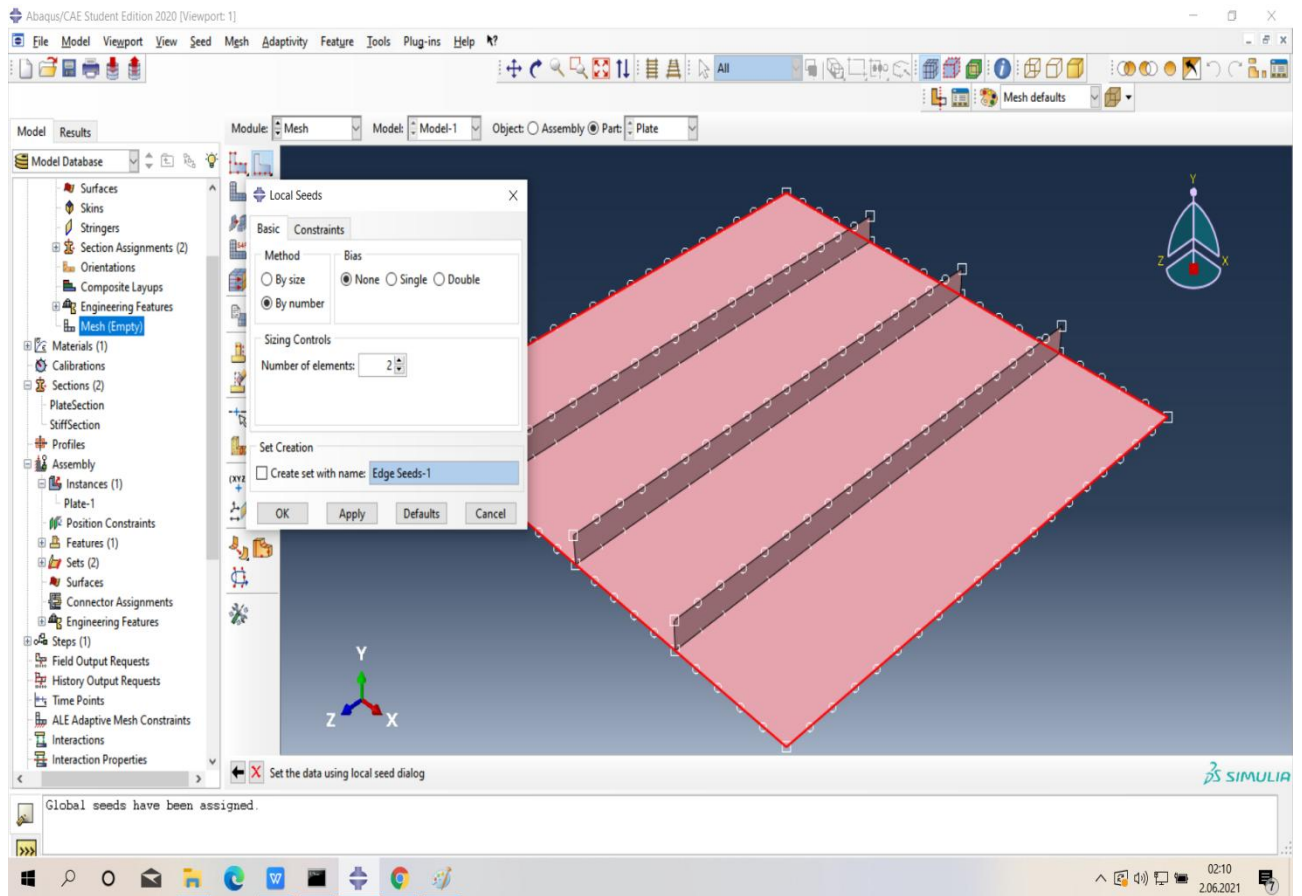 Abaqus/CAE Student Edition 2020 [Viewport: 1]
File Model Viewport View Seed Mesh Adaptivity Feature Tools Plug-ins Help
All
Mesh defaults
Model Results
Module: Mesh Model: Model-1 Object: Assembly Part: Plate
Model Database
Surfaces
Skins
Stringers
Section Assignments (2)
Orientations
Composite Layups
Engineering Features
Mesh (Empty)
Materials (1)
Calibrations
Sections (2)
PlateSection
StiffSection
Profiles
Assembly
Instances (1)
Plate-1
Position Constraints
Features (1)
Sets (2)
Surfaces
Connector Assignments
Engineering Features
Steps (1)
Field Output Requests
History Output Requests
Time Points
ALE Adaptive Mesh Constraints
Interactions
Interaction Properties
Local Seeds
Basic Constraints
Method
By size
By number
Bias
None Single Double
Sizing Controls
Number of elements: 2
Set Creation
Create set with name: Edge Seeds-1
OK Apply Defaults Cancel
Y
Z X
Y
Z X
Set the data using local seed dialog
SIMULIA
Global seeds have been assigned.
>>>
02:10
2.06.2021
7